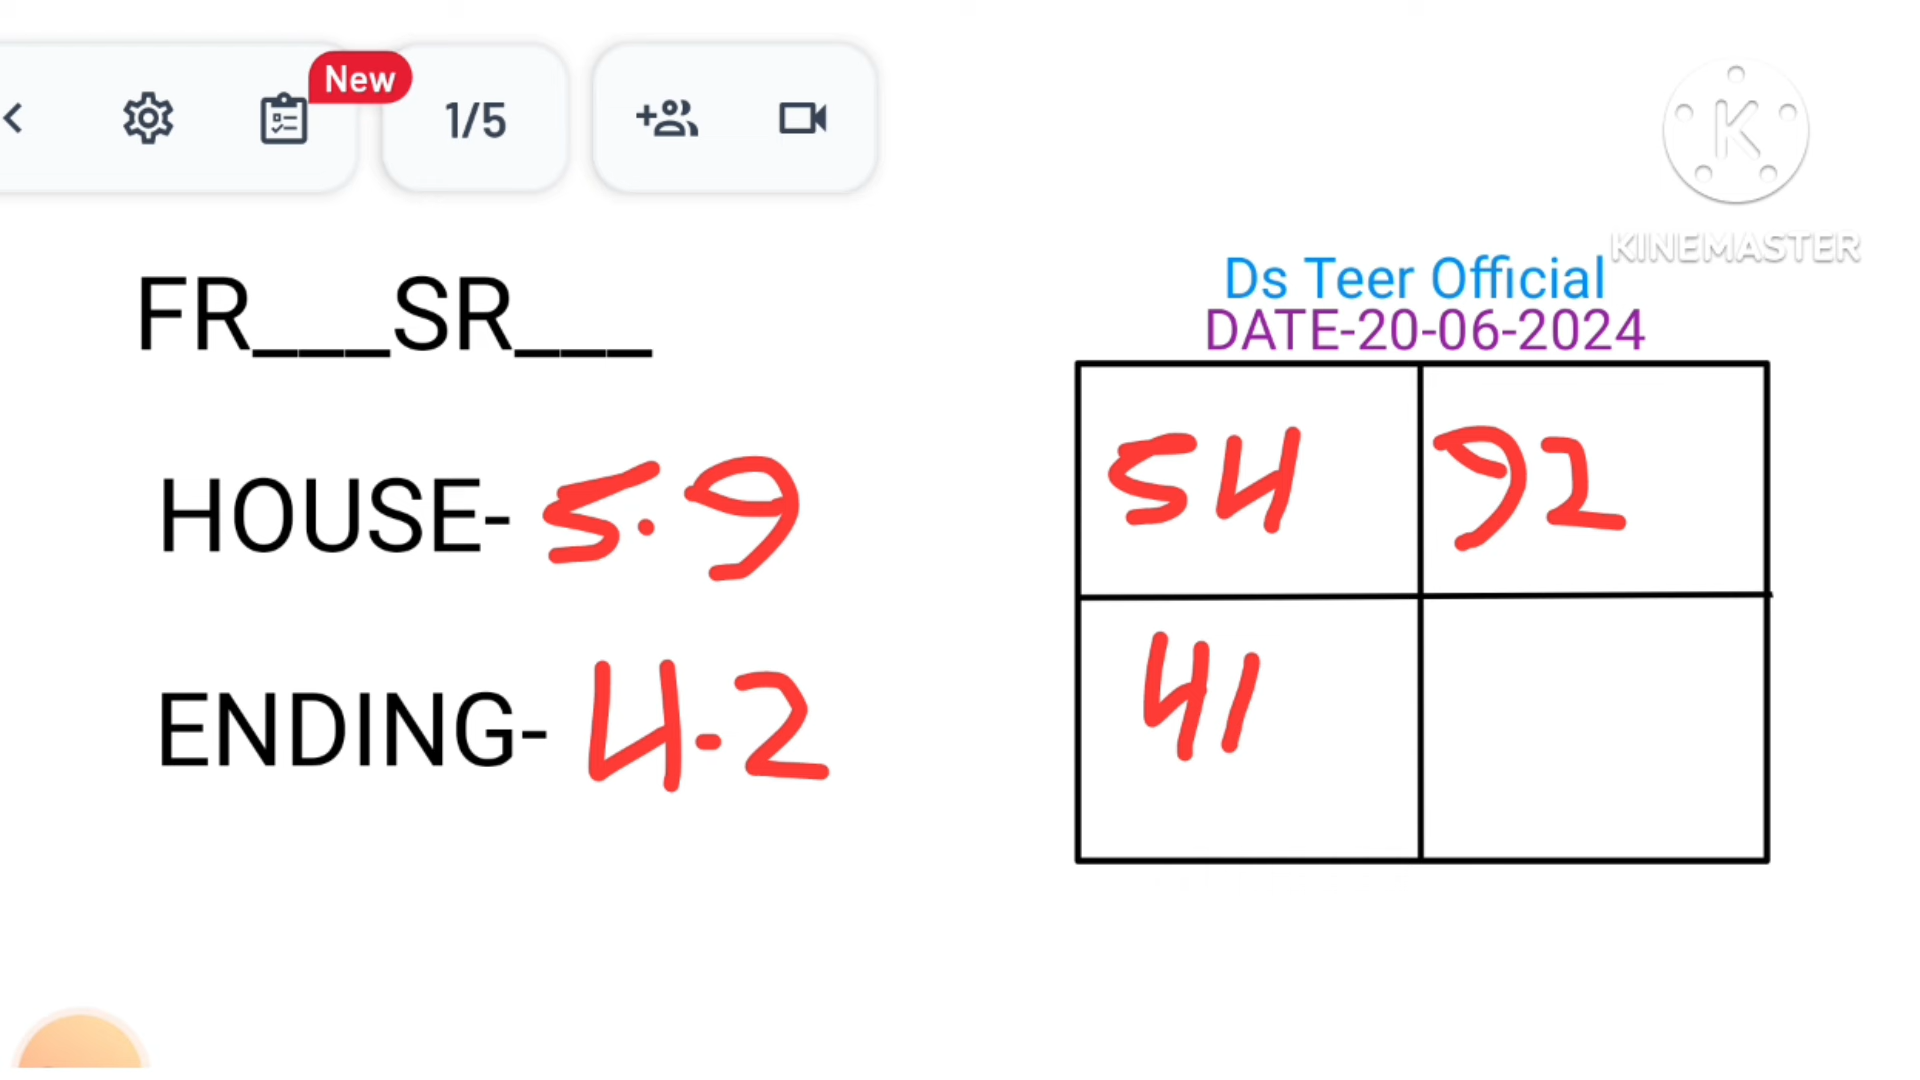 New
1/5
KINEMASTER
Ds Teer Official
DATE-20-06-2024
FR___SR___
HOUSE- 5.9
ENDING- 4-2
54 92
41